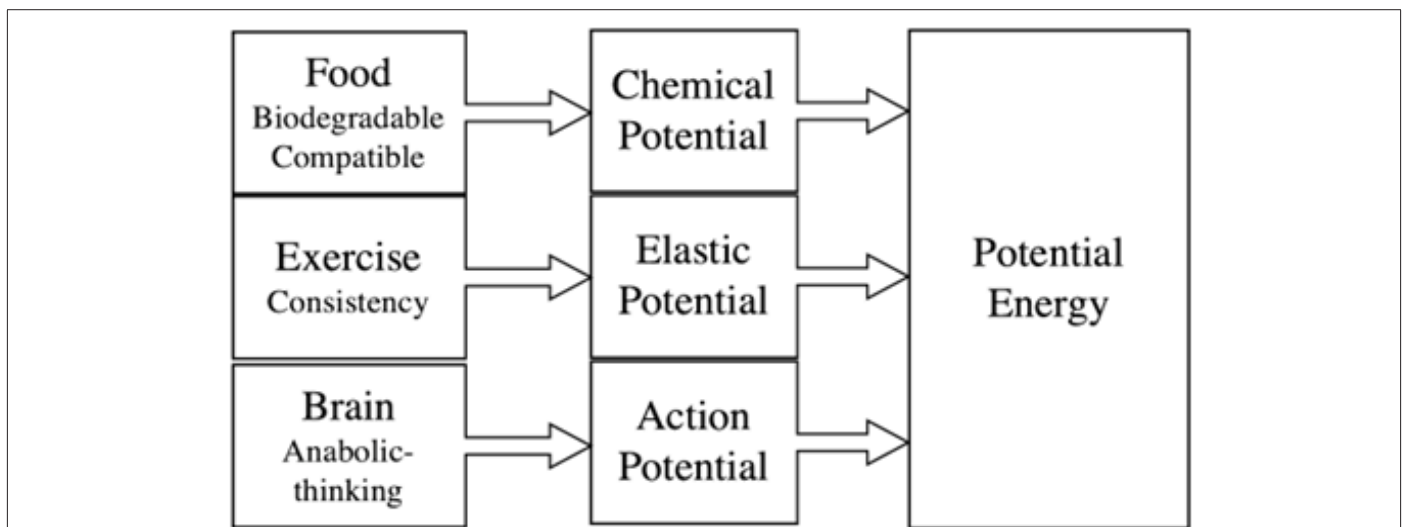 Food
Biodegradable
Compatible
Chemical
Potential
Exercise
Consistency
Elastic
Potential
Potential
Energy
Brain
Anabolic-
thinking
Action
Potential